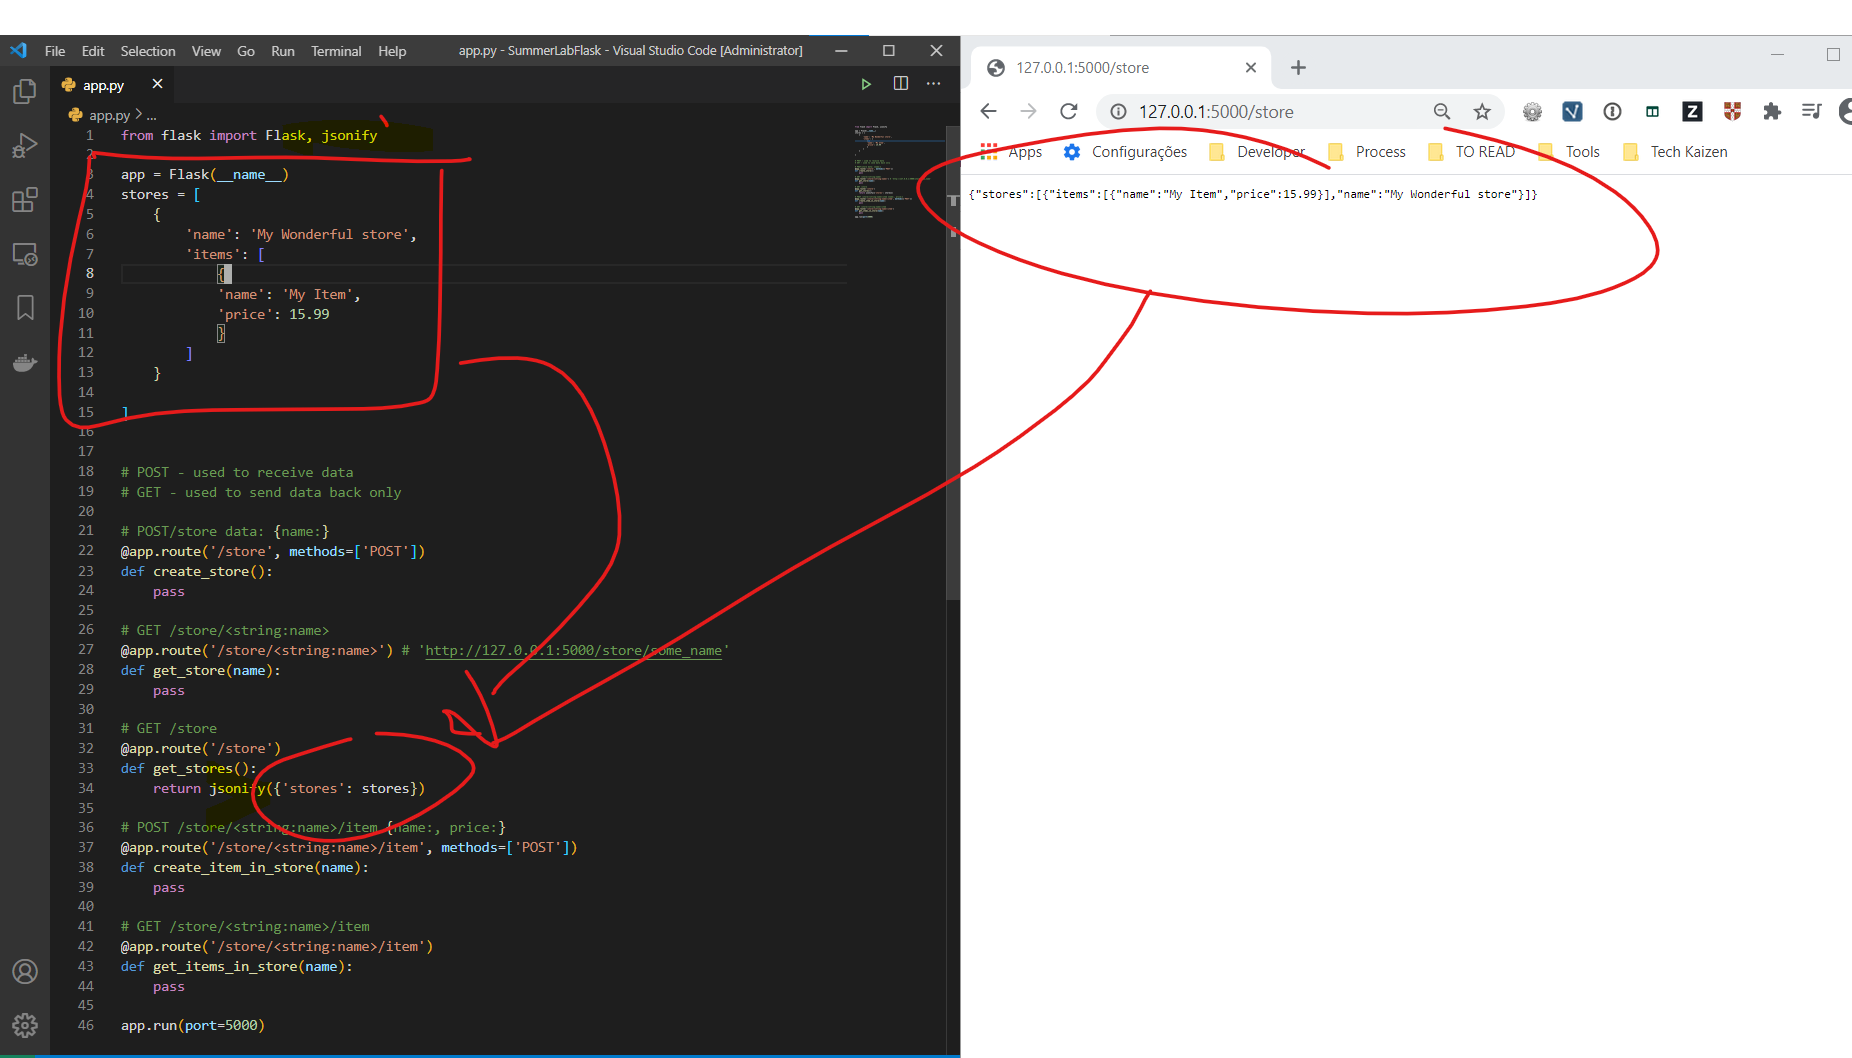 File Edit Selection View Go Run Terminal Help app.py - SummerLabFlask - Visual Studio Code [Administrator]
app.py
app.py > ...
1 from flask import Flask, jsonify
2
3 app = Flask(__name__)
4 stores = [
5     {
6         'name': 'My Wonderful store',
7         'items': [
8             {
9             'name': 'My Item',
10             'price': 15.99
11             }
12         ]
13     }
14
15 ]
16
17
18 # POST - used to receive data
19 # GET - used to send data back only
20
21 # POST/store data: {name:}
22 @app.route('/store', methods=['POST'])
23 def create_store():
24     pass
25
26 # GET /store/<string:name>
27 @app.route('/store/<string:name>') # 'http://127.0.0.1:5000/store/some_name'
28 def get_store(name):
29     pass
30
31 # GET /store
32 @app.route('/store')
33 def get_stores():
34     return jsonify({'stores': stores})
35
36 # POST /store/<string:name>/item {name:, price:}
37 @app.route('/store/<string:name>/item', methods=['POST'])
38 def create_item_in_store(name):
39     pass
40
41 # GET /store/<string:name>/item
42 @app.route('/store/<string:name>/item')
43 def get_items_in_store(name):
44     pass
45
46 app.run(port=5000)
127.0.0.1:5000/store
127.0.0.1:5000/store
Apps Configurações Developer Process TO READ Tools Tech Kaizen
{"stores":[{"items":[{"name":"My Item","price":15.99}],"name":"My Wonderful store"}]}